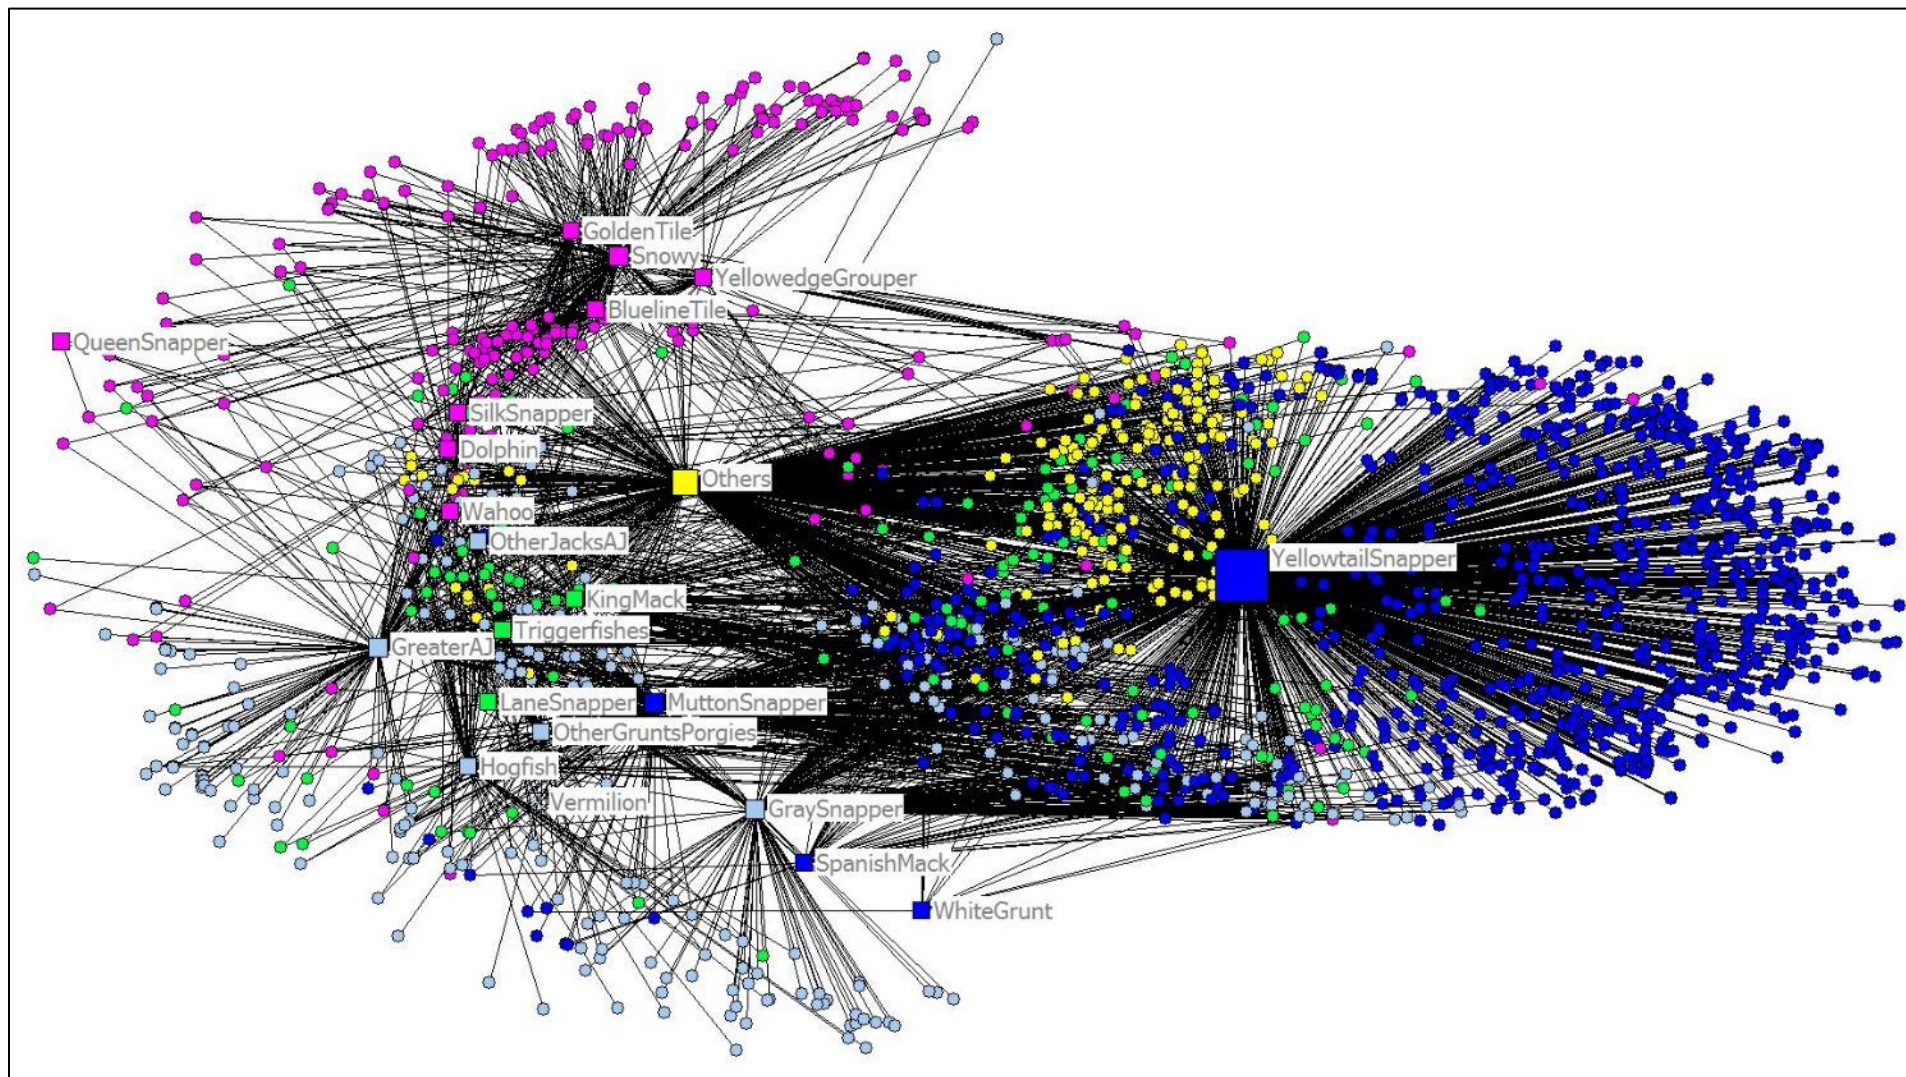 GoldenTile
Snowy
YellowedgeGrouper
BluelineTile
QueenSnapper
SilkSnapper
Dolphin
Others
Wahoo
OtherJacksAJ
YellowtailSnapper
KingMack
Triggerfishes
GreaterAJ
LaneSnapper
MuttonSnapper
OtherGruntsPorgies
Hogfish
Vermilion
GraySnapper
SpanishMack
WhiteGrunt